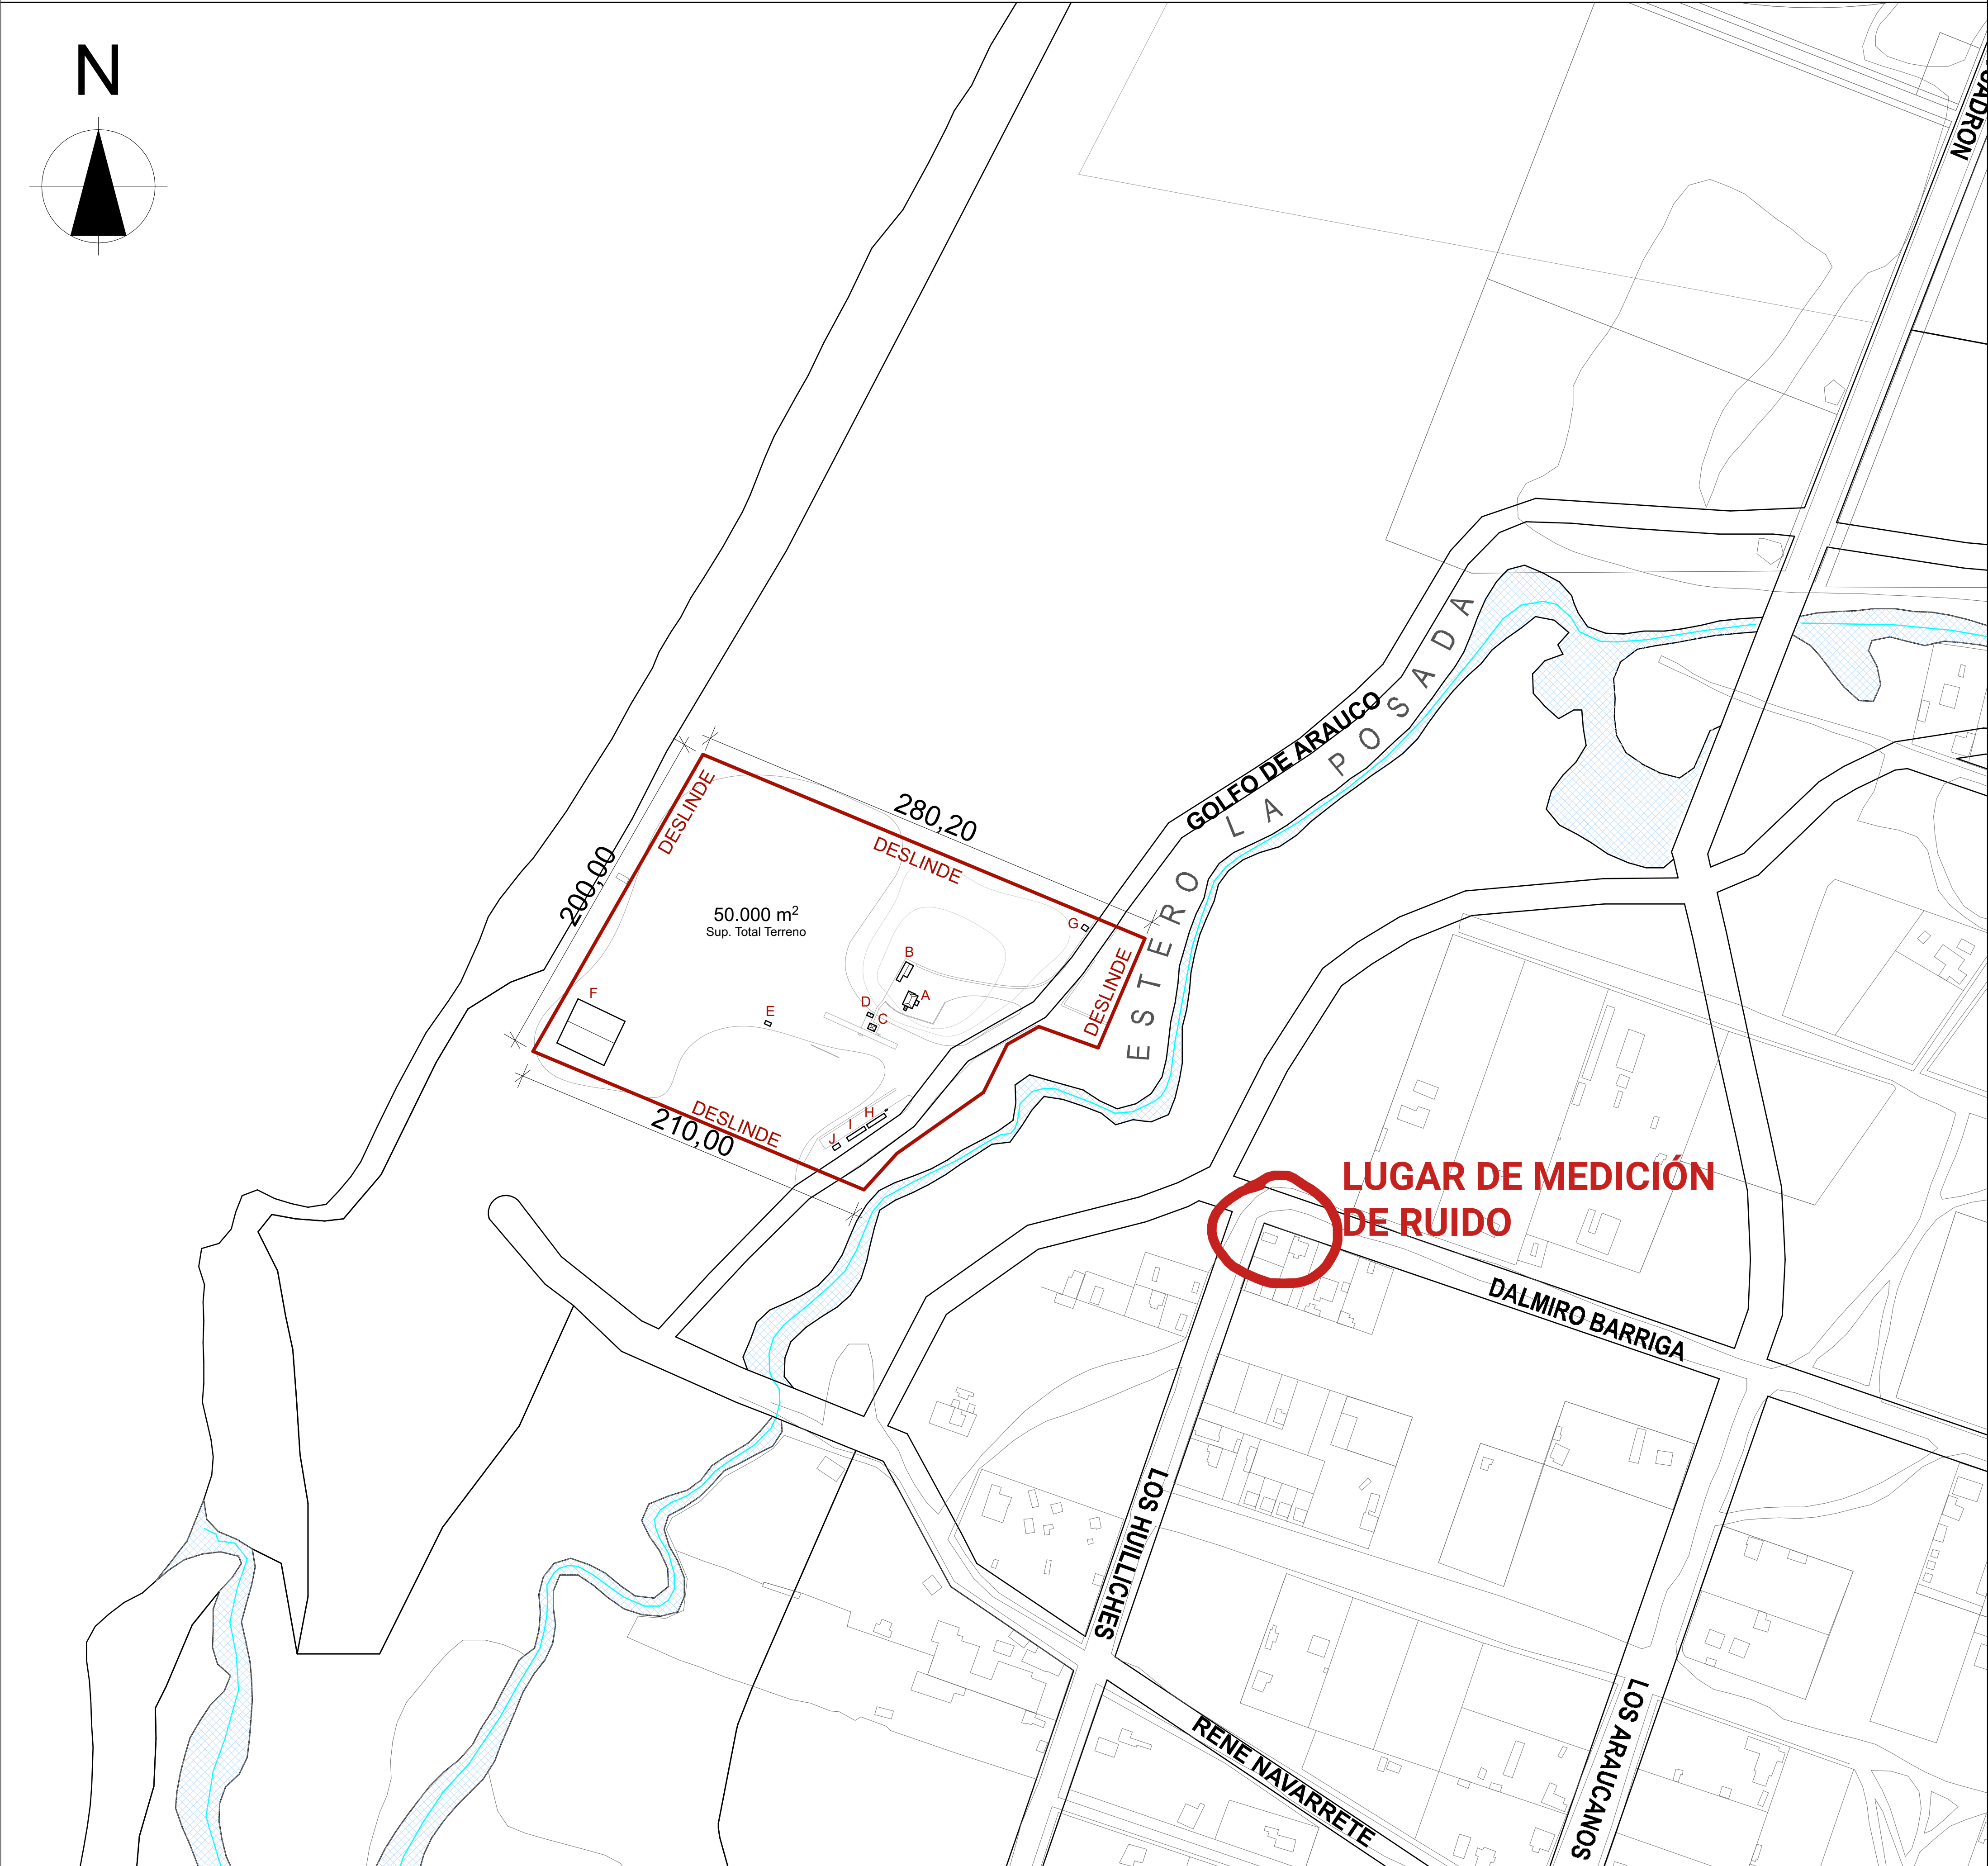 N
CADRON
GOLFO DE ARAUCO
ESTERO LA POSADA
280,20
DESLINDE
DESLINDE
200,00
50.000 m²
Sup. Total Terreno
G
B
A
D
C
E
F
DESLINDE
DESLINDE
210,00
H
I
J
LUGAR DE MEDICIÓN
DE RUIDO
DALMIRO BARRIGA
LOS HUILLICHES
LOS ARAUCANOS
RENE NAVARRETE